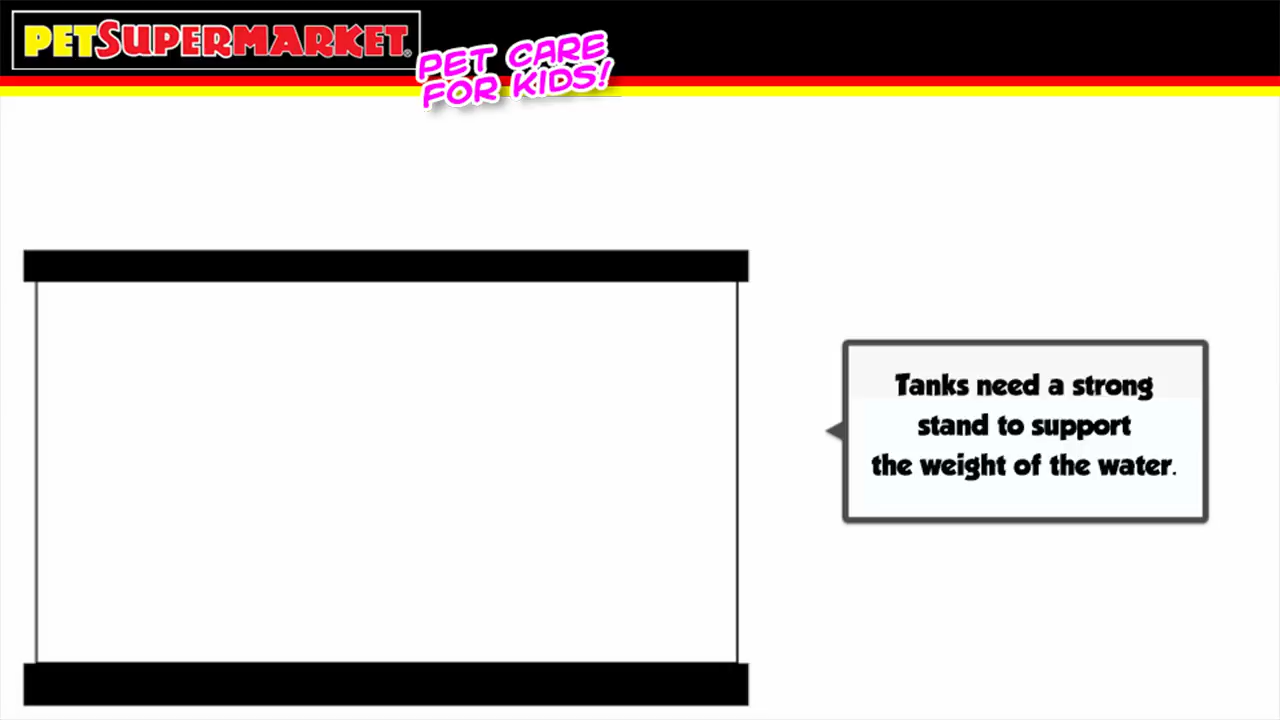 PETSUPERMARKET®
PET CARE
FOR KIDS!
Tanks need a strong
stand to support
the weight of the water.